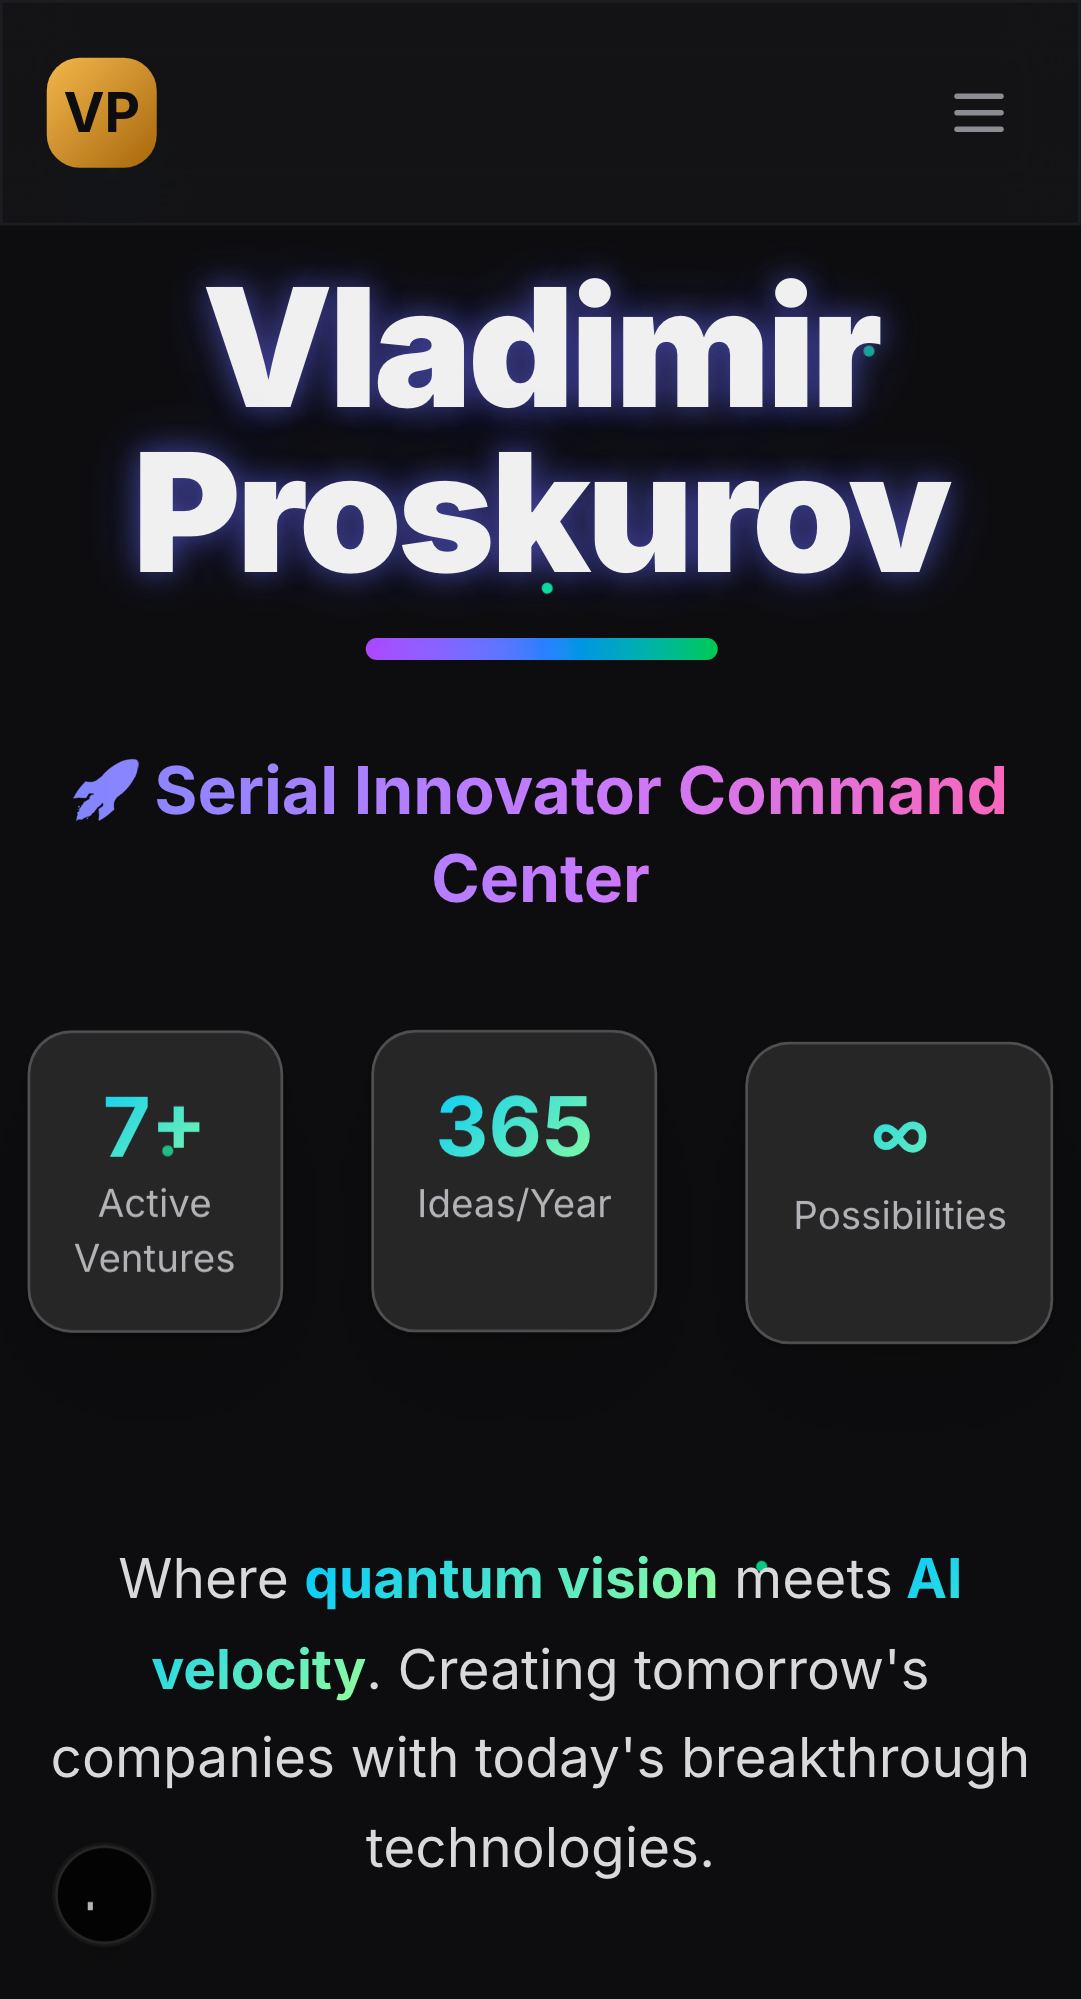 VP
Vladimir
Proskurov
🚀 Serial Innovator Command
Center
7+
Active
Ventures
365
Ideas/Year
∞
Possibilities
Where quantum vision meets AI
velocity. Creating tomorrow's
companies with today's breakthrough
technologies.